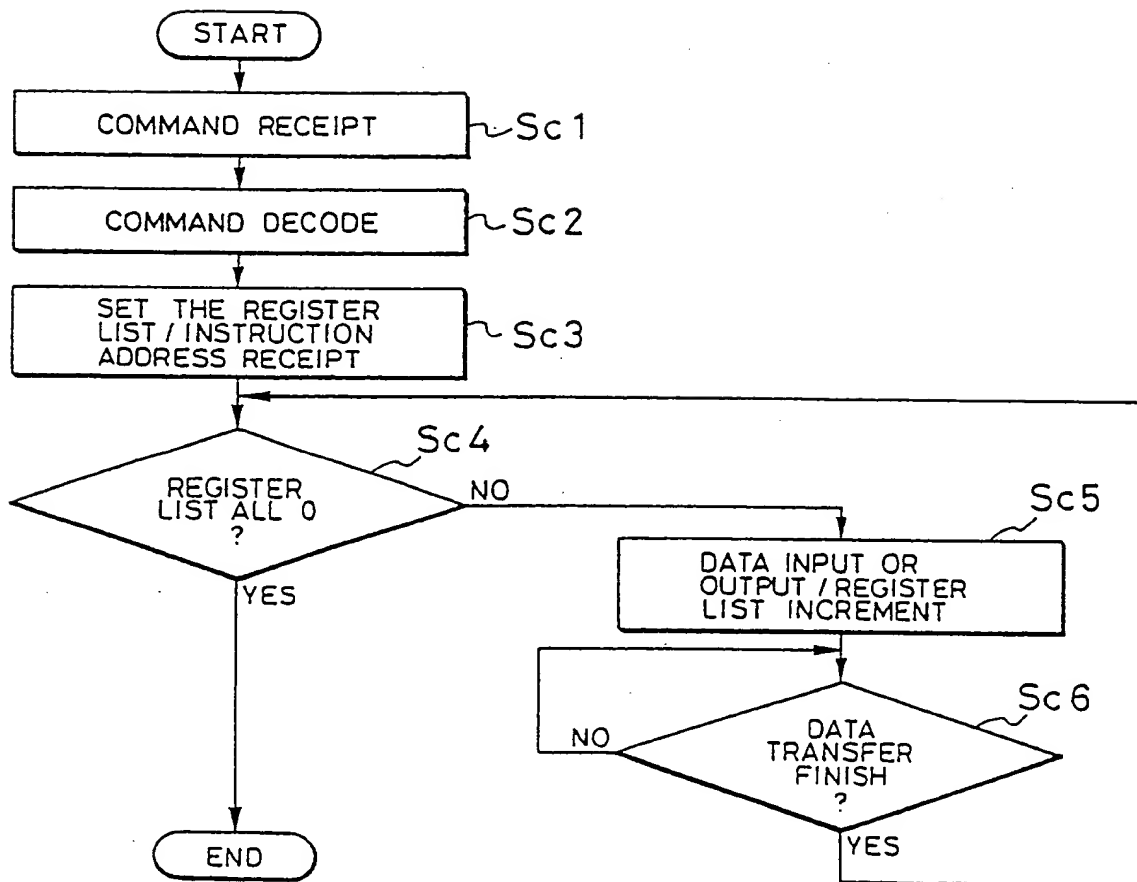 START
COMMAND RECEIPT
Sc1
COMMAND DECODE
Sc2
SET THE REGISTER
LIST / INSTRUCTION
ADDRESS RECEIPT
Sc3
Sc4
REGISTER
LIST ALL 0
?
NO
YES
Sc5
DATA INPUT OR
OUTPUT / REGISTER
LIST INCREMENT
Sc6
DATA
TRANSFER
FINISH
?
NO
YES
END